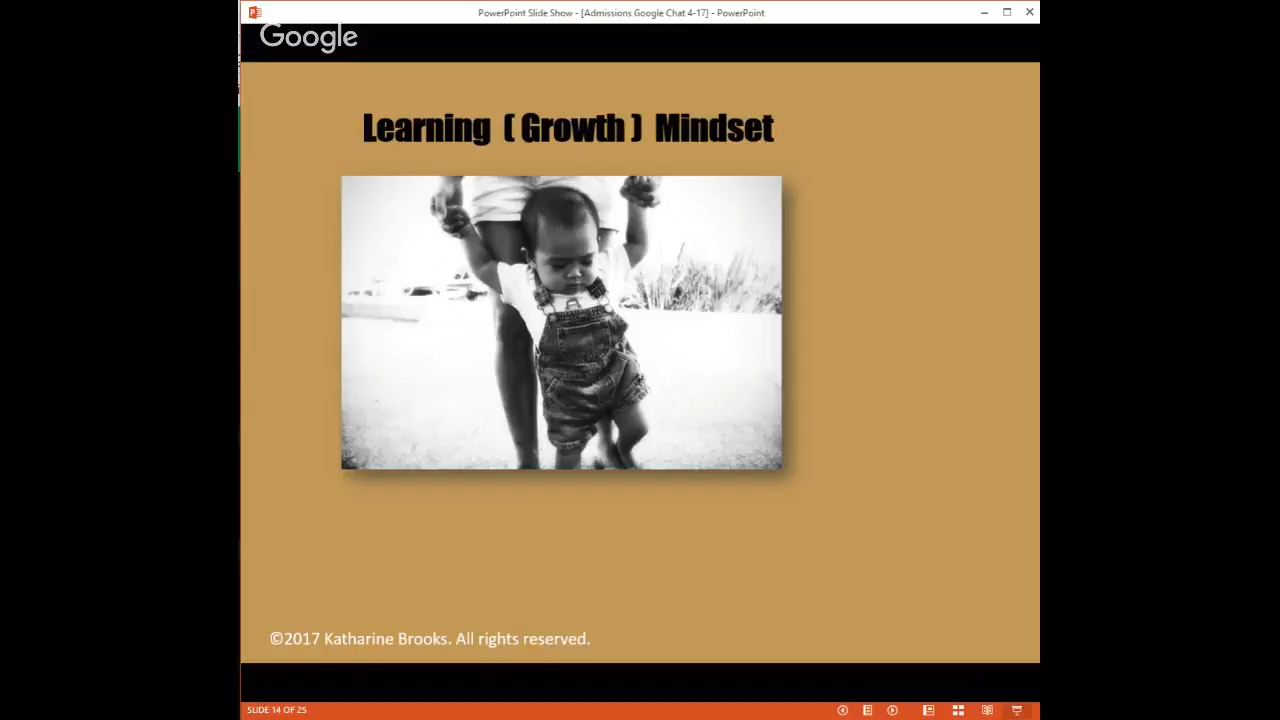 PowerPoint Slide Show - [Admissions Google Chat 4-17] - PowerPoint
Google
Learning ( Growth ) Mindset
©2017 Katharine Brooks. All rights reserved.
SLIDE 14 OF 25